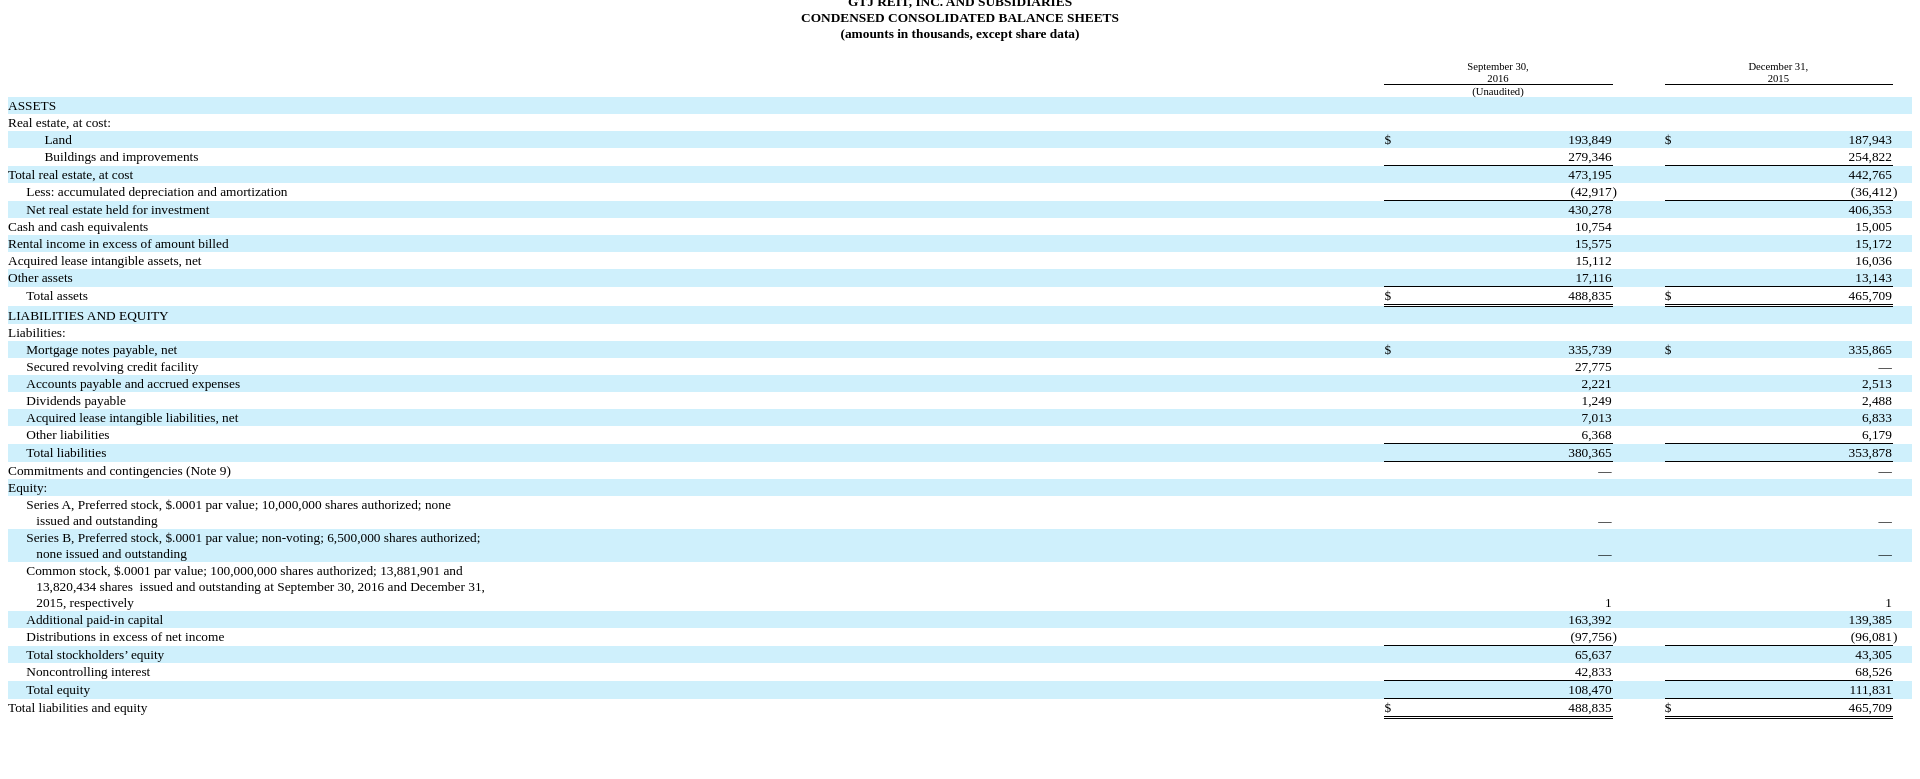 GTJ REIT, INC. AND SUBSIDIARIES
CONDENSED CONSOLIDATED BALANCE SHEETS
(amounts in thousands, except share data)
September 30, December 31,
2016 2015
(Unaudited)
ASSETS
Real estate, at cost:
Land $ 193,849 $ 187,943
Buildings and improvements 279,346 254,822
Total real estate, at cost 473,195 442,765
Less: accumulated depreciation and amortization (42,917) (36,412)
Net real estate held for investment 430,278 406,353
Cash and cash equivalents 10,754 15,005
Rental income in excess of amount billed 15,575 15,172
Acquired lease intangible assets, net 15,112 16,036
Other assets 17,116 13,143
Total assets $ 488,835 $ 465,709
LIABILITIES AND EQUITY
Liabilities:
Mortgage notes payable, net $ 335,739 $ 335,865
Secured revolving credit facility 27,775 —
Accounts payable and accrued expenses 2,221 2,513
Dividends payable 1,249 2,488
Acquired lease intangible liabilities, net 7,013 6,833
Other liabilities 6,368 6,179
Total liabilities 380,365 353,878
Commitments and contingencies (Note 9) — —
Equity:
Series A, Preferred stock, $.0001 par value; 10,000,000 shares authorized; none
issued and outstanding — —
Series B, Preferred stock, $.0001 par value; non-voting; 6,500,000 shares authorized;
none issued and outstanding — —
Common stock, $.0001 par value; 100,000,000 shares authorized; 13,881,901 and
13,820,434 shares issued and outstanding at September 30, 2016 and December 31,
2015, respectively 1 1
Additional paid-in capital 163,392 139,385
Distributions in excess of net income (97,756) (96,081)
Total stockholders’ equity 65,637 43,305
Noncontrolling interest 42,833 68,526
Total equity 108,470 111,831
Total liabilities and equity $ 488,835 $ 465,709